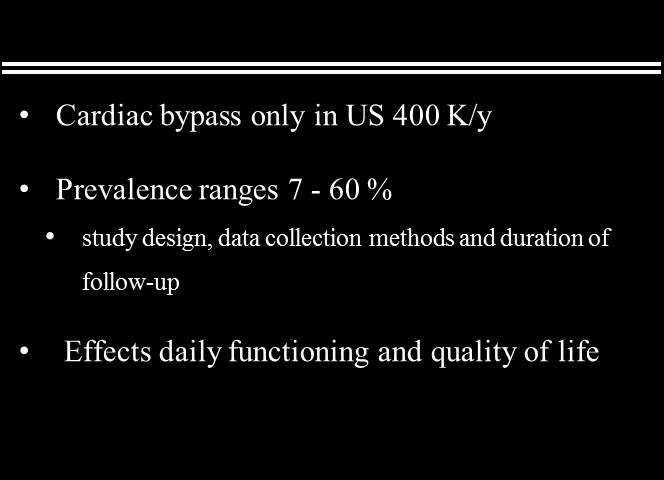 • Cardiac bypass only in US 400 K/y
• Prevalence ranges 7 - 60 %
• study design, data collection methods and duration of
follow-up
• Effects daily functioning and quality of life